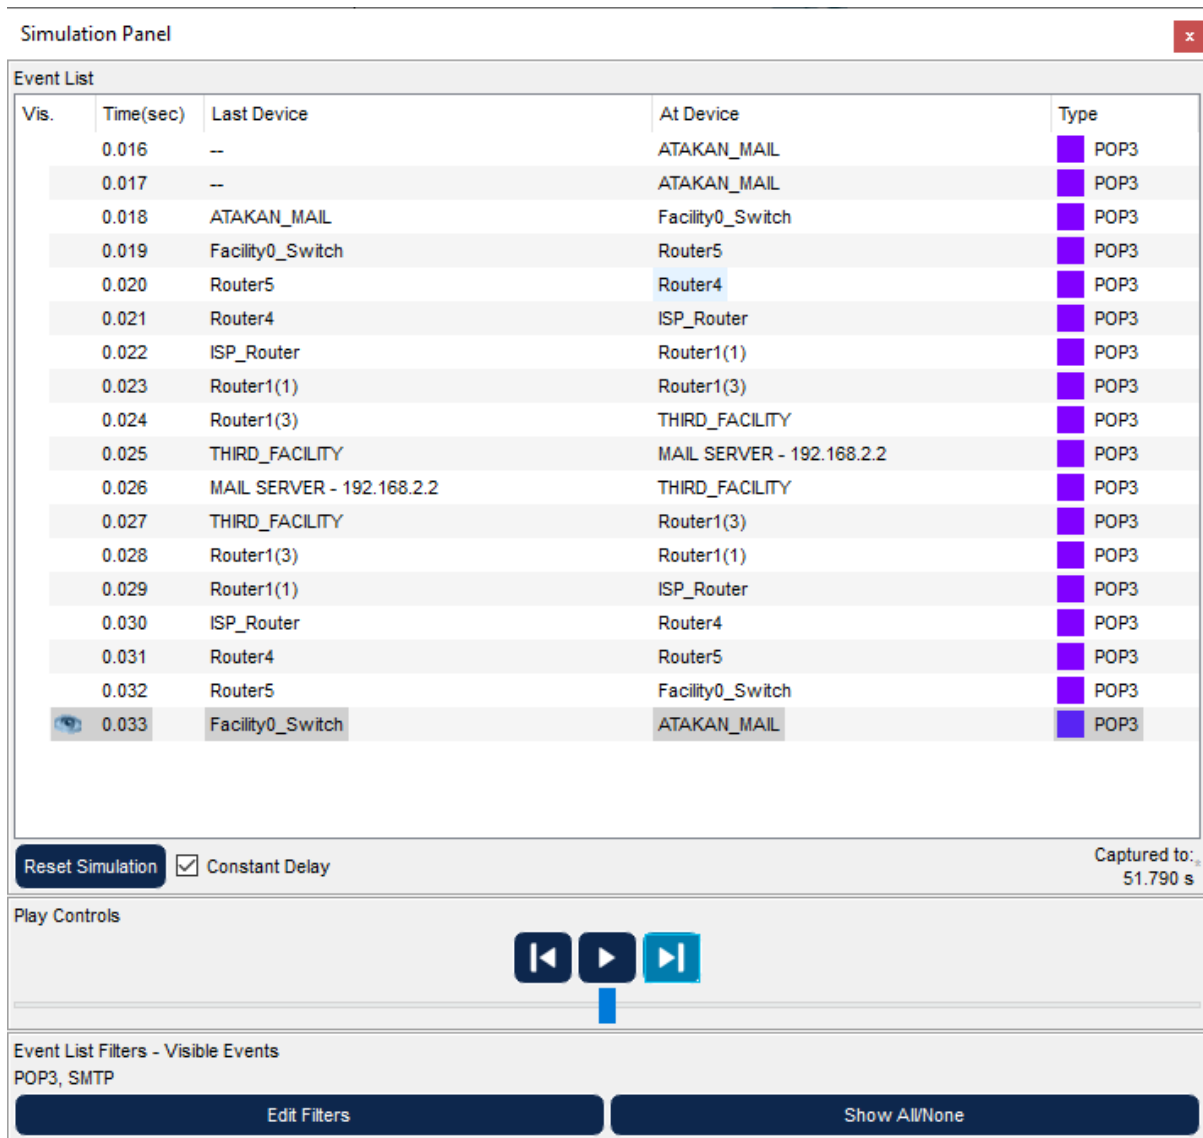 Simulation Panel
x
Event List
Vis. Time(sec) Last Device At Device Type
0.016 -- ATAKAN_MAIL POP3
0.017 -- ATAKAN_MAIL POP3
0.018 ATAKAN_MAIL Facility0_Switch POP3
0.019 Facility0_Switch Router5 POP3
0.020 Router5 Router4 POP3
0.021 Router4 ISP_Router POP3
0.022 ISP_Router Router1(1) POP3
0.023 Router1(1) Router1(3) POP3
0.024 Router1(3) THIRD_FACILITY POP3
0.025 THIRD_FACILITY MAIL SERVER - 192.168.2.2 POP3
0.026 MAIL SERVER - 192.168.2.2 THIRD_FACILITY POP3
0.027 THIRD_FACILITY Router1(3) POP3
0.028 Router1(3) Router1(1) POP3
0.029 Router1(1) ISP_Router POP3
0.030 ISP_Router Router4 POP3
0.031 Router4 Router5 POP3
0.032 Router5 Facility0_Switch POP3
0.033 Facility0_Switch ATAKAN_MAIL POP3
Reset Simulation Constant Delay Captured to: *
51.790 s
Play Controls
Event List Filters - Visible Events
POP3, SMTP
Edit Filters Show All/None